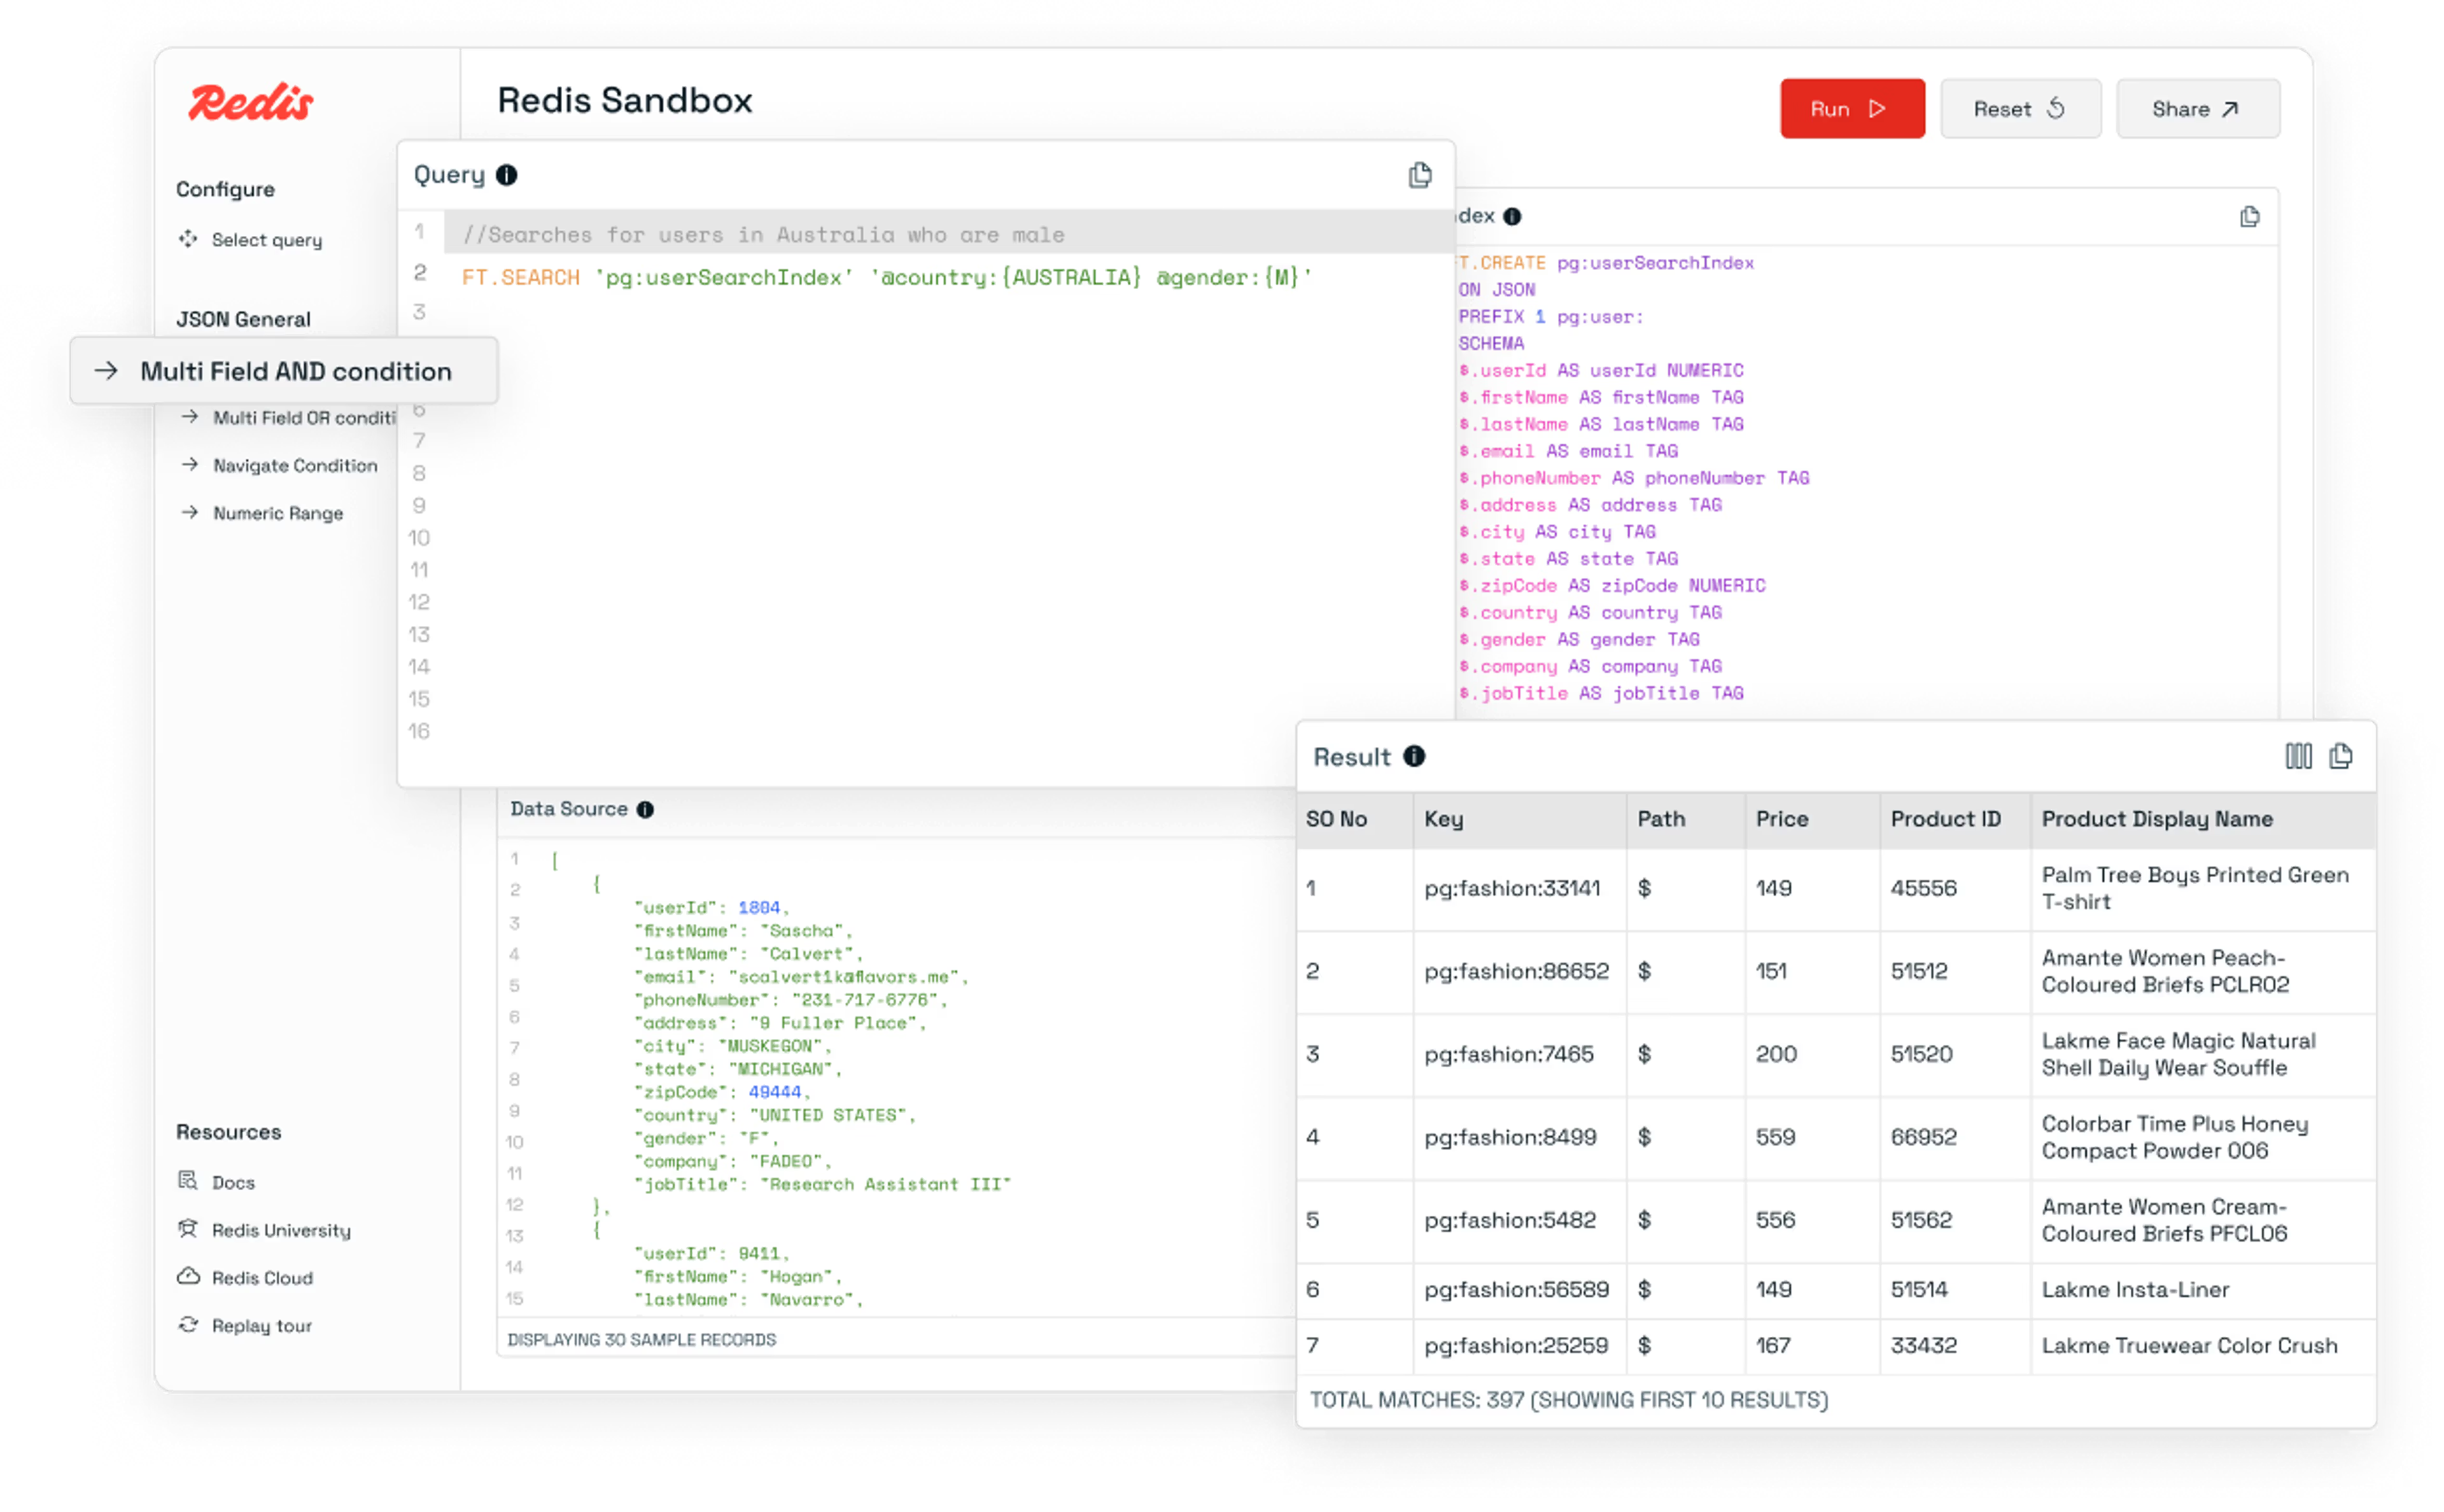 Redis
Configure
Select query
JSON General
Multi Field AND condition
Multi Field OR conditi
Navigate Condition
Numeric Range
Resources
Docs
Redis University
Redis Cloud
Replay tour
Redis Sandbox
Run
Reset
Share
Query
1 //Searches for users in Australia who are male
2 FT.SEARCH 'pg:userSearchIndex' '@country:{AUSTRALIA} @gender:{M}'
3
6
7
8
9
10
11
12
13
14
15
16
dex
T.CREATE pg:userSearchIndex
ON JSON
PREFIX 1 pg:user:
SCHEMA
$.userId AS userId NUMERIC
$.firstName AS firstName TAG
$.lastName AS lastName TAG
$.email AS email TAG
$.phoneNumber AS phoneNumber TAG
$.address AS address TAG
$.city AS city TAG
$.state AS state TAG
$.zipCode AS zipCode NUMERIC
$.country AS country TAG
$.gender AS gender TAG
$.company AS company TAG
$.jobTitle AS jobTitle TAG
Data Source
1 [
2 {
"userId": 1804,
3 "firstName": "Sascha",
4 "lastName": "Calvert",
5 "email": "scalvert1k@flavors.me",
"phoneNumber": "231-717-6776",
6 "address": "9 Fuller Place",
7 "city": "MUSKEGON",
8 "state": "MICHIGAN",
"zipCode": 49444,
9 "country": "UNITED STATES",
10 "gender": "F",
11 "company": "FADEO",
"jobTitle": "Research Assistant III"
12 },
13 {
"userId": 9411,
14 "firstName": "Hogan",
15 "lastName": "Navarro",
DISPLAYING 30 SAMPLE RECORDS
Result
SO No Key Path Price Product ID Product Display Name
1 pg:fashion:33141 $ 149 45556 Palm Tree Boys Printed Green
T-shirt
2 pg:fashion:86652 $ 151 51512 Amante Women Peach-
Coloured Briefs PCLR02
3 pg:fashion:7465 $ 200 51520 Lakme Face Magic Natural
Shell Daily Wear Souffle
4 pg:fashion:8499 $ 559 66952 Colorbar Time Plus Honey
Compact Powder 006
5 pg:fashion:5482 $ 556 51562 Amante Women Cream-
Coloured Briefs PFCL06
6 pg:fashion:56589 $ 149 51514 Lakme Insta-Liner
7 pg:fashion:25259 $ 167 33432 Lakme Truewear Color Crush
TOTAL MATCHES: 397 (SHOWING FIRST 10 RESULTS)